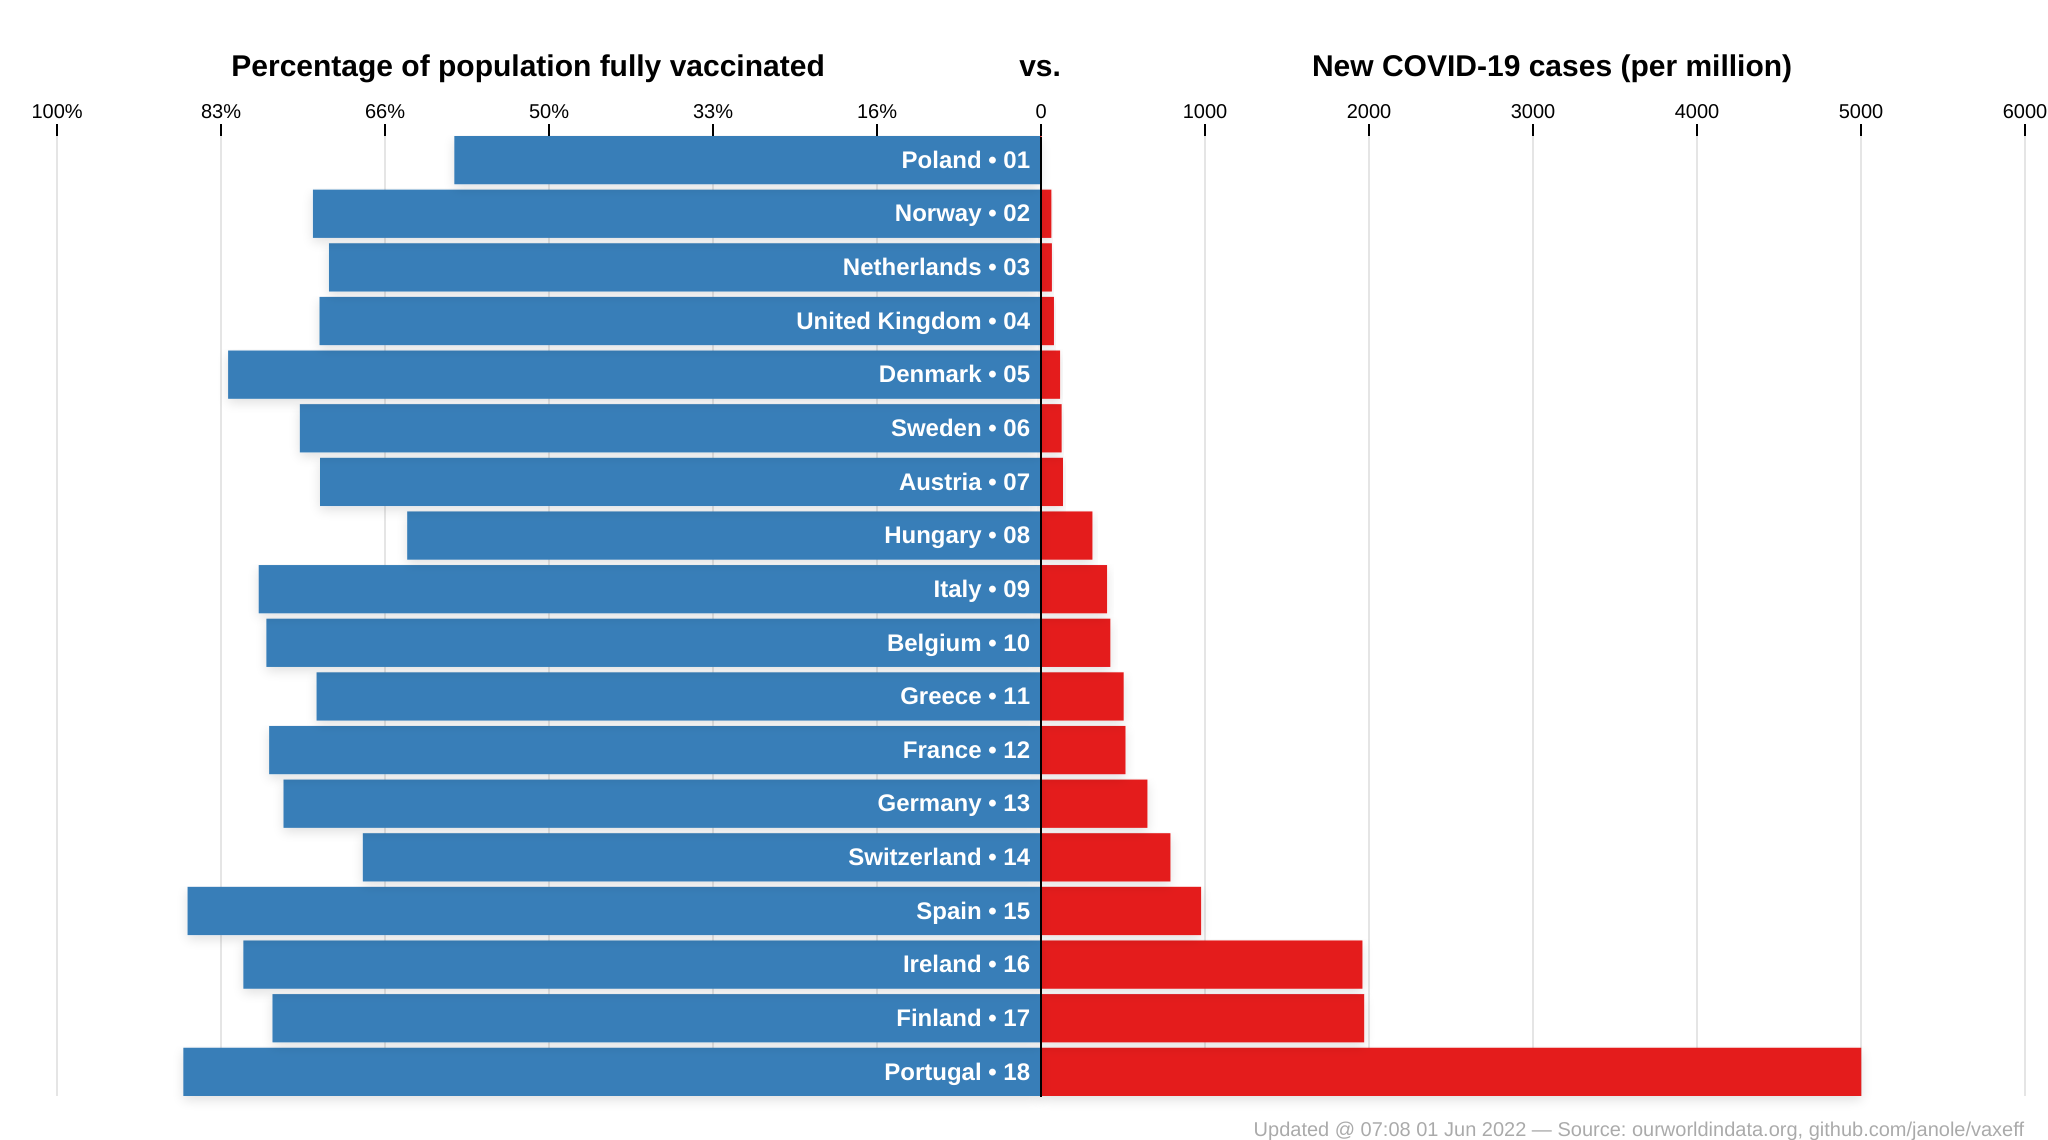 Percentage of population fully vaccinated vs. New COVID-19 cases (per million)
100% 83% 66% 50% 33% 16% 0 1000 2000 3000 4000 5000 6000
Poland • 01
Norway • 02
Netherlands • 03
United Kingdom • 04
Denmark • 05
Sweden • 06
Austria • 07
Hungary • 08
Italy • 09
Belgium • 10
Greece • 11
France • 12
Germany • 13
Switzerland • 14
Spain • 15
Ireland • 16
Finland • 17
Portugal • 18
Updated @ 07:08 01 Jun 2022 — Source: ourworldindata.org, github.com/janole/vaxeff